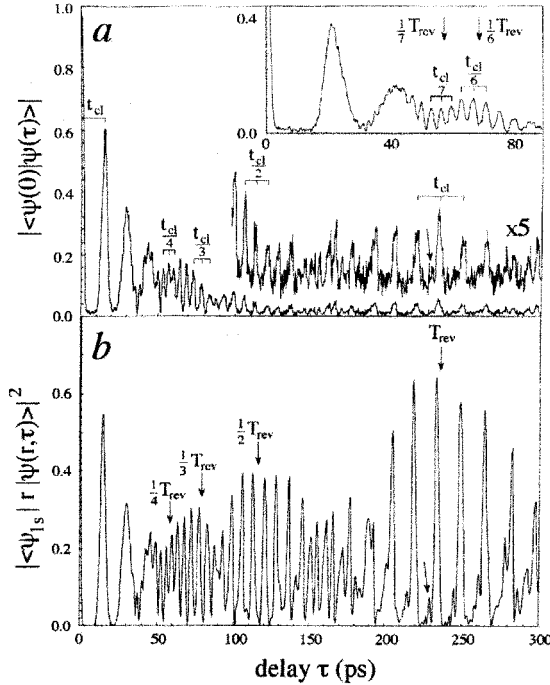 a
1.0
0.8
0.6
0.4
0.2
0.0
|<ψ(0)|ψ(τ)>|
t_cl
t_cl/4
t_cl/3
t_cl/2
t_cl
x5
0.4
0.0
1/7 T_rev
1/6 T_rev
t_cl/7
t_cl/6
0 40 80
b
0.6
0.4
0.2
0.0
|<ψ_1s | r |ψ(r,τ)>|²
1/4 T_rev
1/3 T_rev
1/2 T_rev
T_rev
0 50 100 150 200 250 300
delay τ (ps)